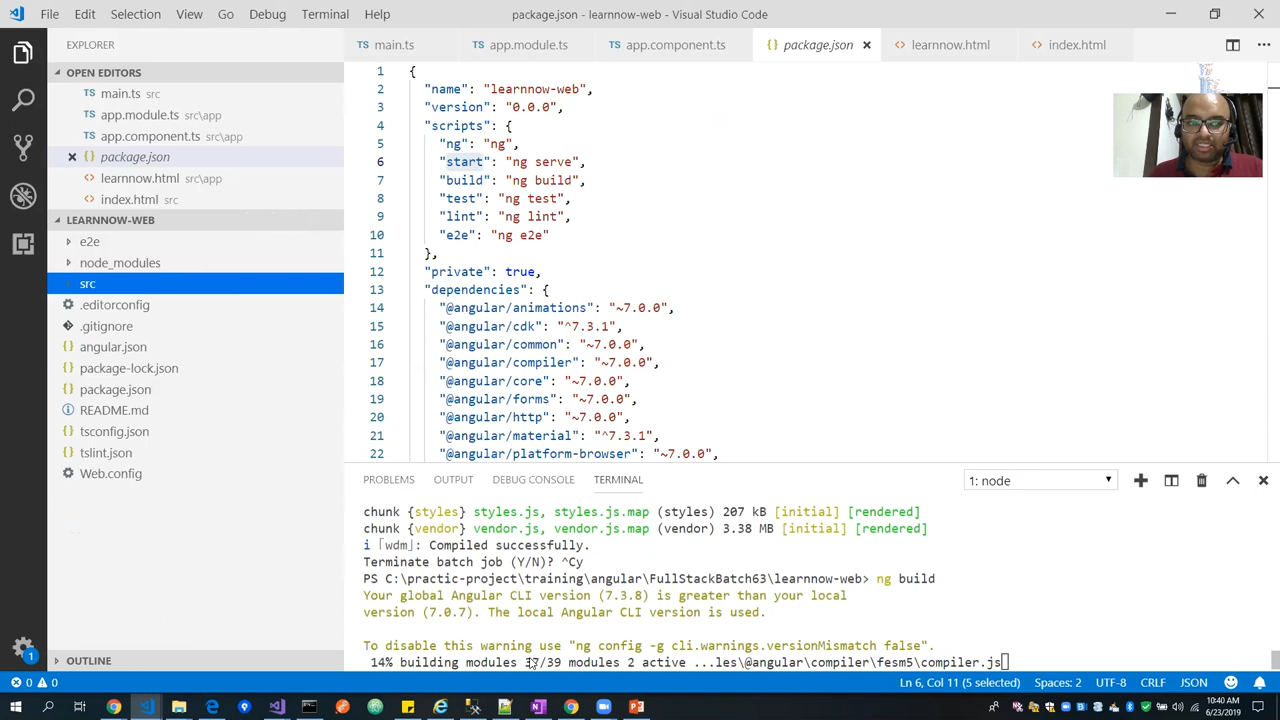 File Edit Selection View Go Debug Terminal Help package.json - learnnow-web - Visual Studio Code
EXPLORER
OPEN EDITORS
main.ts src
app.module.ts src\app
app.component.ts src\app
package.json
learnnow.html src\app
index.html src
LEARNNOW-WEB
e2e
node_modules
src
.editorconfig
.gitignore
angular.json
package-lock.json
package.json
README.md
tsconfig.json
tslint.json
Web.config
OUTLINE
main.ts app.module.ts app.component.ts package.json learnnow.html index.html
1 {
2 "name": "learnnow-web",
3 "version": "0.0.0",
4 "scripts": {
5 "ng": "ng",
6 "start": "ng serve",
7 "build": "ng build",
8 "test": "ng test",
9 "lint": "ng lint",
10 "e2e": "ng e2e"
11 },
12 "private": true,
13 "dependencies": {
14 "@angular/animations": "~7.0.0",
15 "@angular/cdk": "^7.3.1",
16 "@angular/common": "~7.0.0",
17 "@angular/compiler": "~7.0.0",
18 "@angular/core": "~7.0.0",
19 "@angular/forms": "~7.0.0",
20 "@angular/http": "~7.0.0",
21 "@angular/material": "^7.3.1",
22 "@angular/platform-browser": "~7.0.0",
PROBLEMS OUTPUT DEBUG CONSOLE TERMINAL 1: node
chunk {styles} styles.js, styles.js.map (styles) 207 kB [initial] [rendered]
chunk {vendor} vendor.js, vendor.js.map (vendor) 3.38 MB [initial] [rendered]
i ｢wdm｣: Compiled successfully.
Terminate batch job (Y/N)? ^Cy
PS C:\practic-project\training\angular\FullStackBatch63\learnnow-web> ng build
Your global Angular CLI version (7.3.8) is greater than your local
version (7.0.7). The local Angular CLI version is used.
To disable this warning use "ng config -g cli.warnings.versionMismatch false".
14% building modules 37/39 modules 2 active ...les\@angular\compiler\fesm5\compiler.js
1
0 0 Ln 6, Col 11 (5 selected) Spaces: 2 UTF-8 CRLF JSON
10:40 AM
6/23/2019